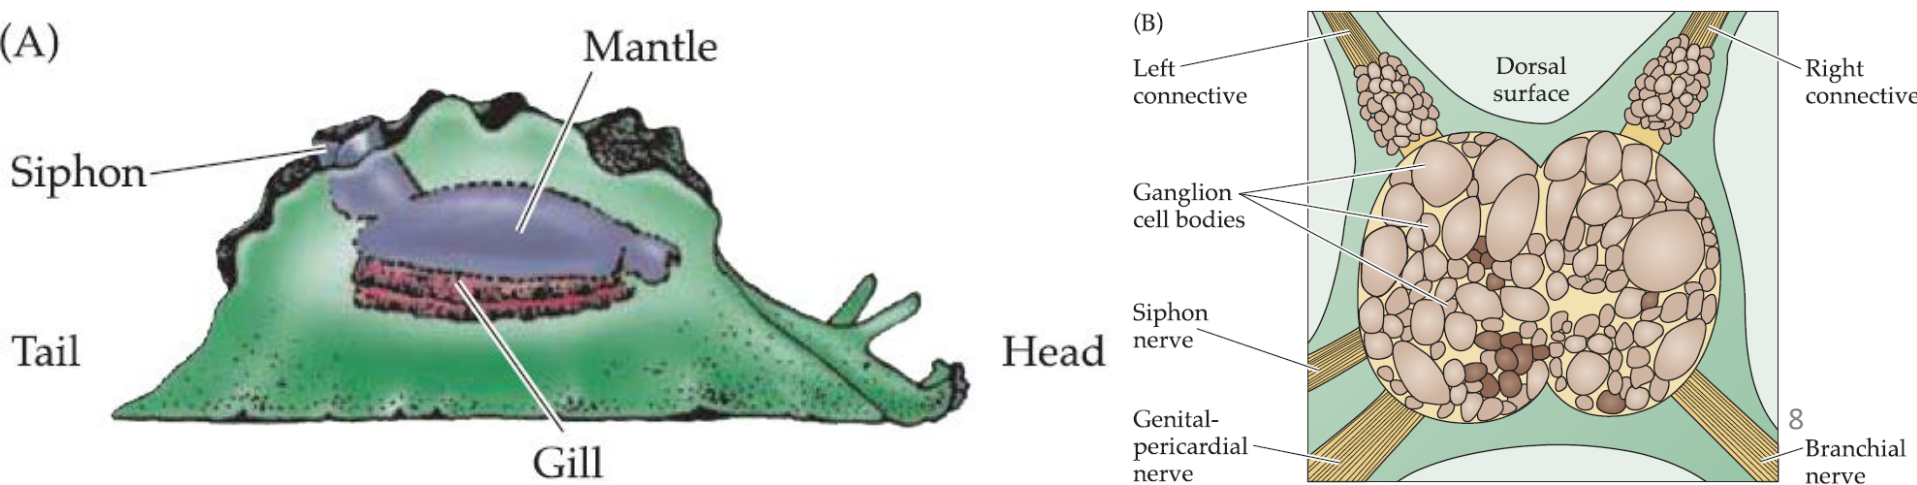 (A)
Mantle
Siphon
Tail
Head
Gill
(B)
Left
connective
Dorsal
surface
Right
connective
Ganglion
cell bodies
Siphon
nerve
Genital-
pericardial
nerve
8
Branchial
nerve